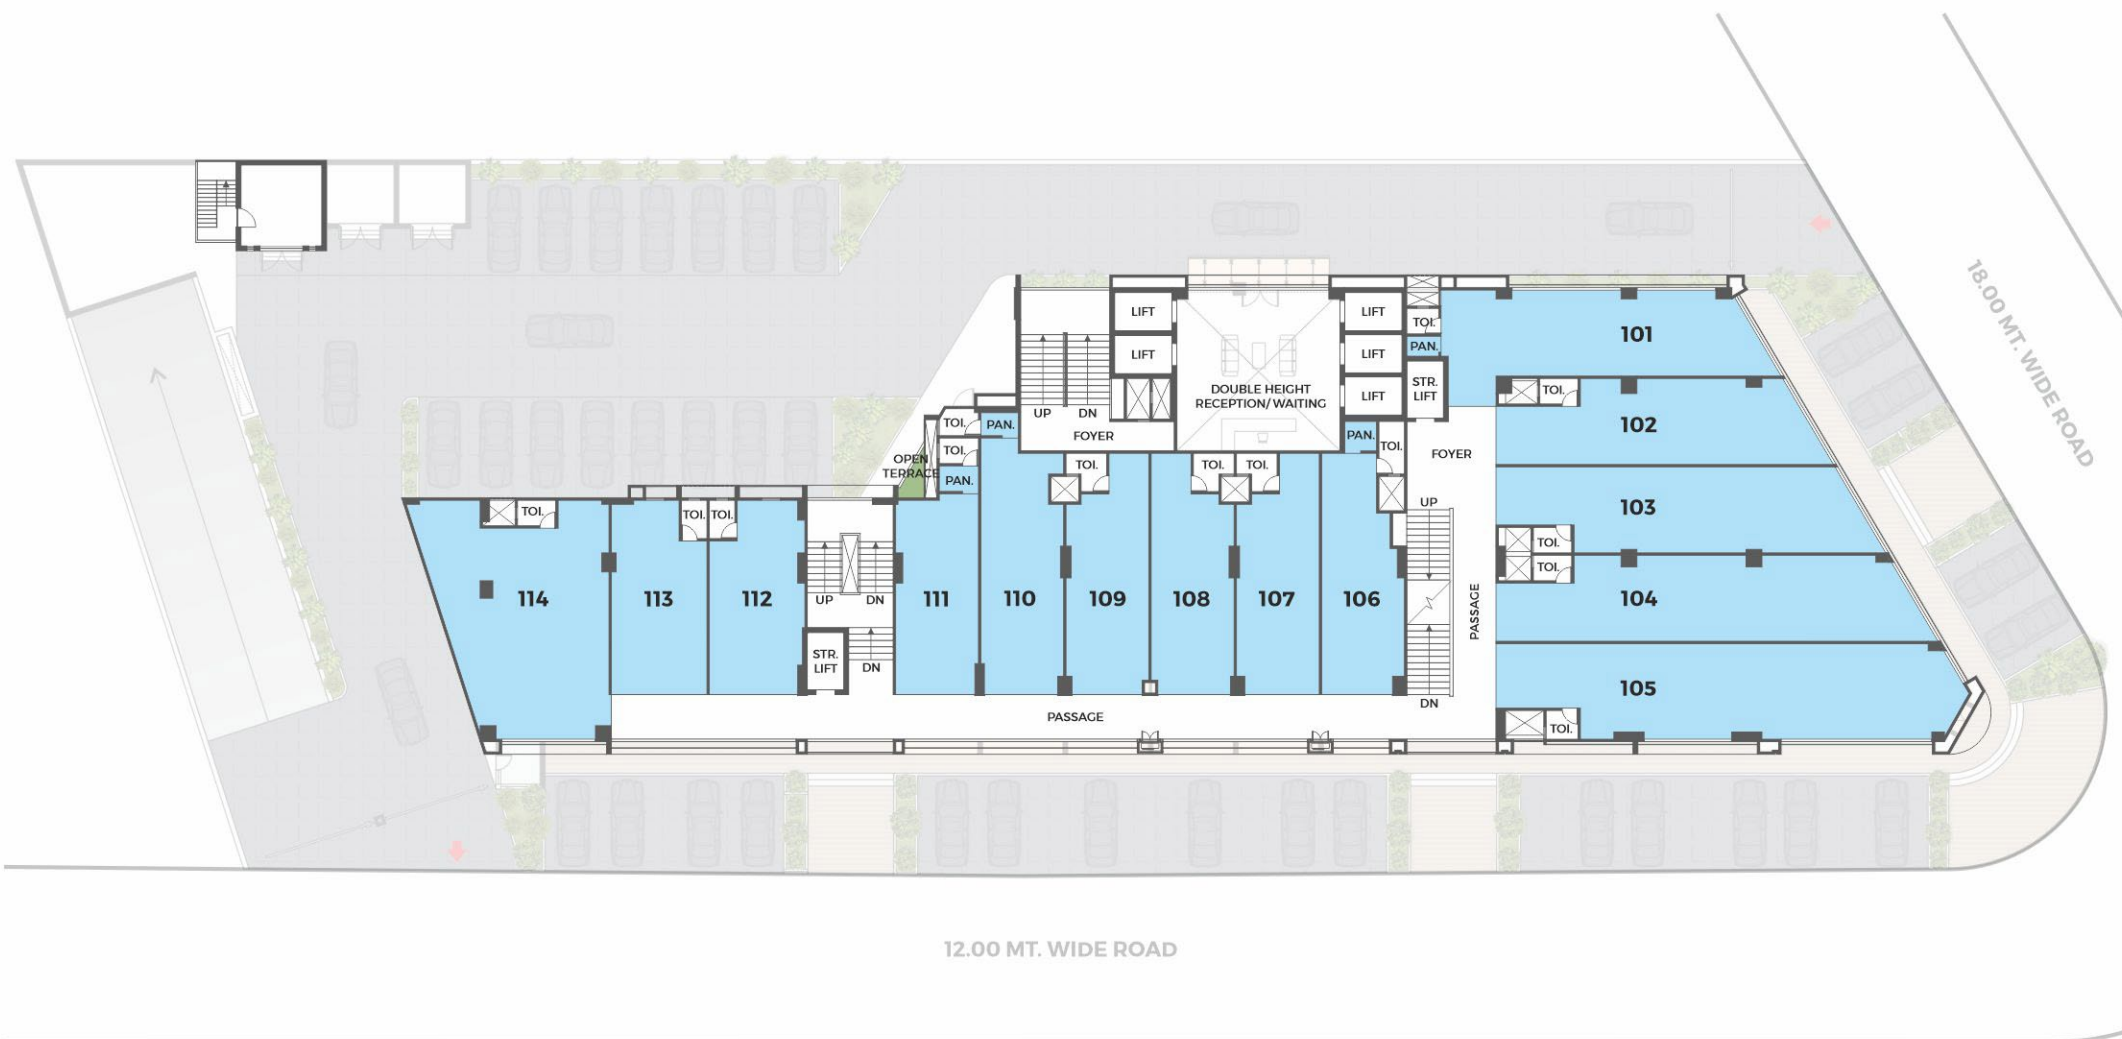 18.00 MT. WIDE ROAD
LIFT
LIFT
TOI.
101
LIFT
LIFT
PAN.
DOUBLE HEIGHT
RECEPTION/ WAITING
LIFT
STR.
LIFT
TOI.
UP
DN
FOYER
TOI.
PAN.
TOI.
PAN.
OPEN
TERRACE
PAN.
TOI.
FOYER
102
TOI.
TOI.
TOI.
UP
103
TOI.
TOI.
TOI.
TOI.
TOI.
114
113
112
UP
DN
111
110
109
108
107
106
PASSAGE
104
STR.
LIFT
DN
DN
105
PASSAGE
TOI.
12.00 MT. WIDE ROAD